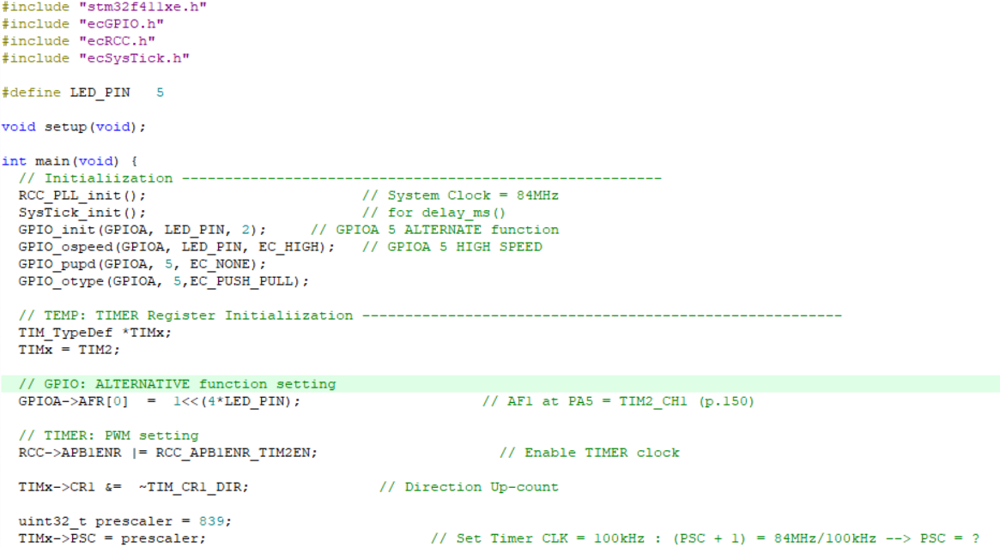 #include "stm32f411xe.h"
#include "ecGPIO.h"
#include "ecRCC.h"
#include "ecSysTick.h"
#define LED_PIN   5
void setup(void);
int main(void) {
// Initialiization --------------------------------------------------------
RCC_PLL_init();                         // System Clock = 84MHz
SysTick_init();                         // for delay_ms()
GPIO_init(GPIOA, LED_PIN, 2);     // GPIOA 5 ALTERNATE function
GPIO_ospeed(GPIOA, LED_PIN, EC_HIGH);   // GPIOA 5 HIGH SPEED
GPIO_pupd(GPIOA, 5, EC_NONE);
GPIO_otype(GPIOA, 5,EC_PUSH_PULL);
// TEMP: TIMER Register Initialiization --------------------------------------------------------
TIM_TypeDef *TIMx;
TIMx = TIM2;
// GPIO: ALTERNATIVE function setting
GPIOA->AFR[0]  =  1<<(4*LED_PIN);                     // AF1 at PA5 = TIM2_CH1 (p.150)
// TIMER: PWM setting
RCC->APB1ENR |= RCC_APB1ENR_TIM2EN;                     // Enable TIMER clock
TIMx->CR1 &=  ~TIM_CR1_DIR;               // Direction Up-count
uint32_t prescaler = 839;
TIMx->PSC = prescaler;                          // Set Timer CLK = 100kHz : (PSC + 1) = 84MHz/100kHz --> PSC = ?